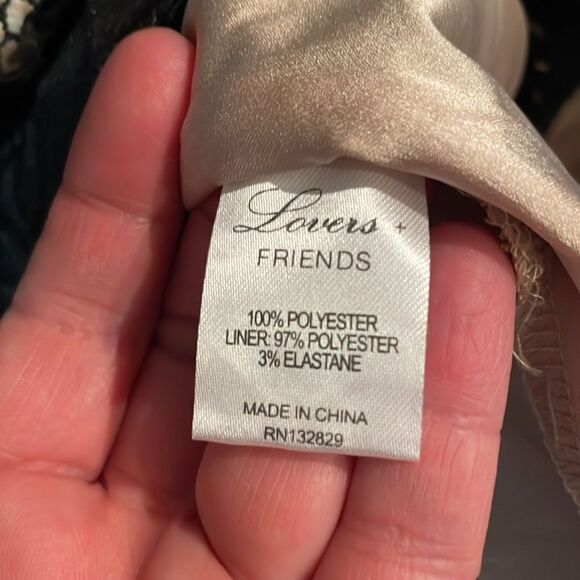 Lovers +
FRIENDS
100% POLYESTER
LINER: 97% POLYESTER
3% ELASTANE
MADE IN CHINA
RN132829